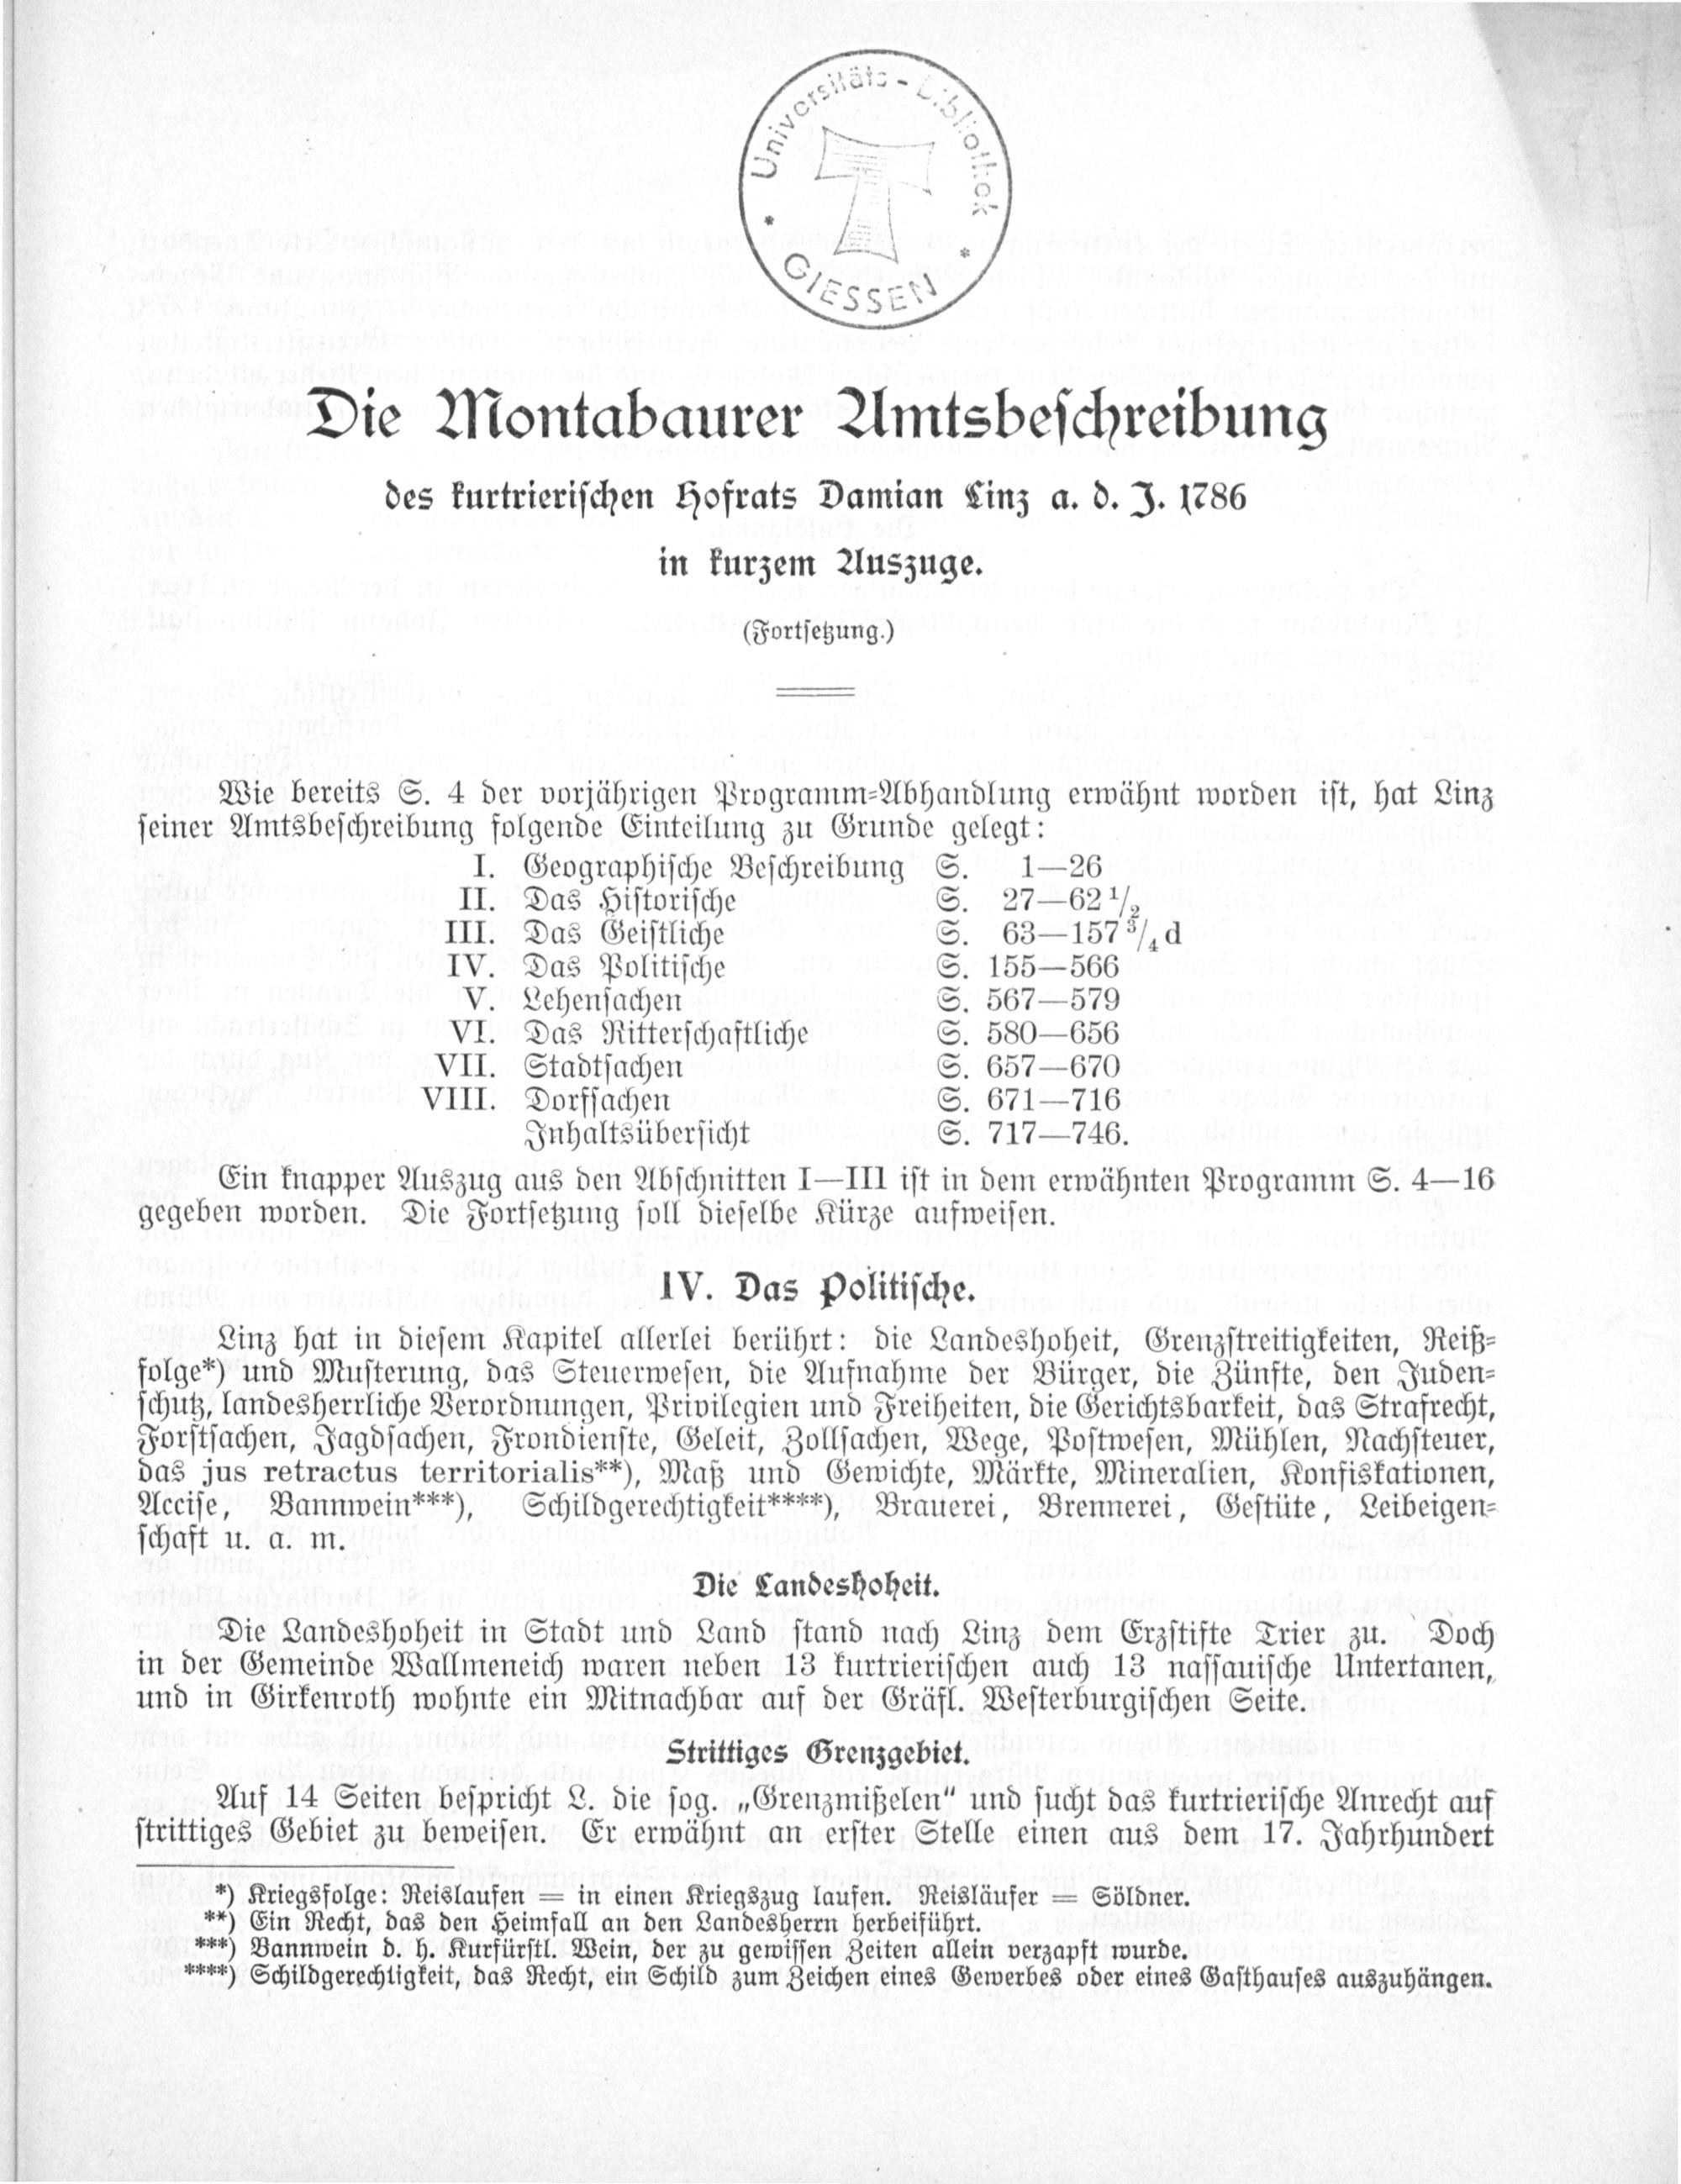 Universitäts-Bibliothek
* GIESSEN *
Die Montabaurer Amtsbeschreibung
des kurtrierischen Hofrats Damian Linz a. d. J. 1786
in kurzem Auszuge.
(Fortsetzung.)
Wie bereits S. 4 der vorjährigen Programm-Abhandlung erwähnt worden ist, hat Linz
seiner Amtsbeschreibung folgende Einteilung zu Grunde gelegt:
I. Geographische Beschreibung S. 1—26
II. Das Historische S. 27—62 1/2
III. Das Geistliche S. 63—157 3/4 d
IV. Das Politische S. 155—566
V. Lehensachen S. 567—579
VI. Das Ritterschaftliche S. 580—656
VII. Stadtsachen S. 657—670
VIII. Dorfsachen S. 671—716
Inhaltsübersicht S. 717—746.
Ein knapper Auszug aus den Abschnitten I—III ist in dem erwähnten Programm S. 4—16
gegeben worden. Die Fortsetzung soll dieselbe Kürze aufweisen.
IV. Das Politische.
Linz hat in diesem Kapitel allerlei berührt: die Landeshoheit, Grenzstreitigkeiten, Reiß-
folge*) und Musterung, das Steuerwesen, die Aufnahme der Bürger, die Zünfte, den Juden-
schutz, landesherrliche Verordnungen, Privilegien und Freiheiten, die Gerichtsbarkeit, das Strafrecht,
Forstsachen, Jagdsachen, Frondienste, Geleit, Zollsachen, Wege, Postwesen, Mühlen, Nachsteuer,
das jus retractus territorialis**), Maß und Gewichte, Märkte, Mineralien, Konfiskationen,
Accise, Bannwein***), Schildgerechtigkeit****), Brauerei, Brennerei, Gestüte, Leibeigen-
schaft u. a. m.
Die Landeshoheit.
Die Landeshoheit in Stadt und Land stand nach Linz dem Erzstifte Trier zu. Doch
in der Gemeinde Wallmeneich waren neben 13 kurtrierischen auch 13 nassauische Untertanen,
und in Girkenroth wohnte ein Mitnachbar auf der Gräfl. Westerburgischen Seite.
Strittiges Grenzgebiet.
Auf 14 Seiten bespricht L. die sog. „Grenzmißelen“ und sucht das kurtrierische Anrecht auf
strittiges Gebiet zu beweisen. Er erwähnt an erster Stelle einen aus dem 17. Jahrhundert
*) Kriegsfolge: Reislaufen = in einen Kriegszug laufen. Reisläufer = Söldner.
**) Ein Recht, das den Heimfall an den Landesherrn herbeiführt.
***) Bannwein d. h. Kurfürstl. Wein, der zu gewissen Zeiten allein verzapft wurde.
****) Schildgerechtigkeit, das Recht, ein Schild zum Zeichen eines Gewerbes oder eines Gasthauses auszuhängen.